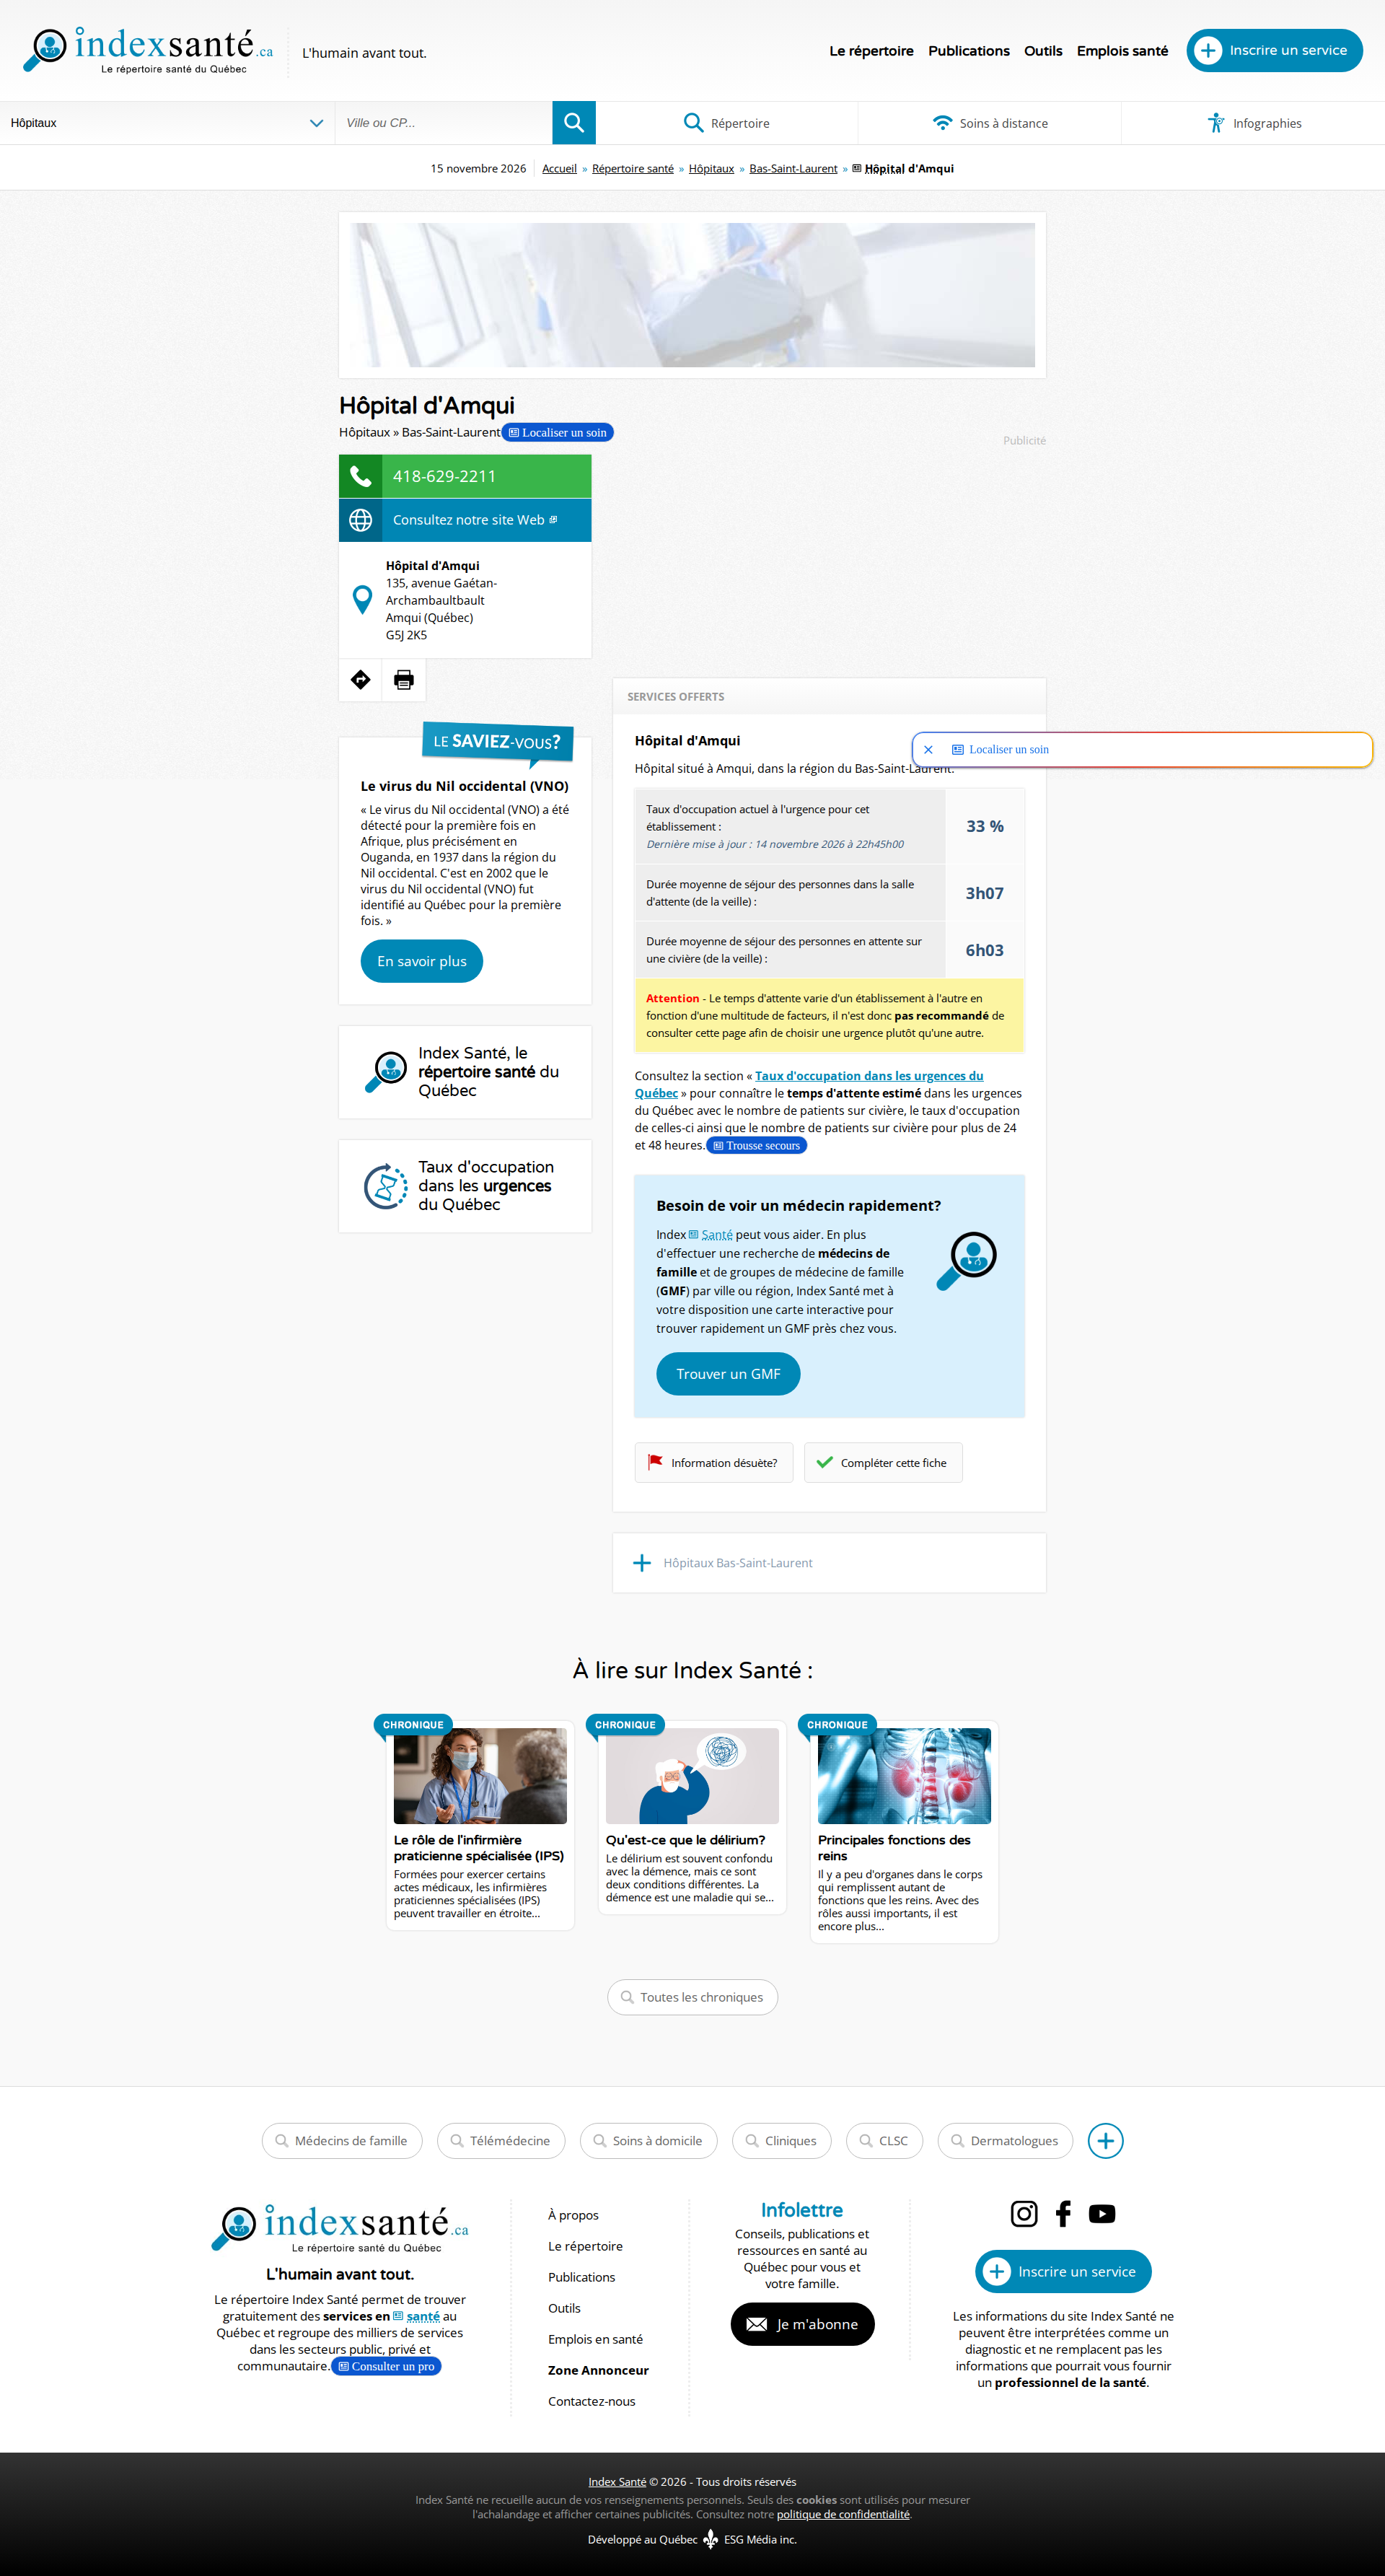 indexsanté.ca
Le répertoire santé du Québec
L'humain avant tout.
Le répertoire
Publications
Outils
Emplois santé
Inscrire un service
Hôpitaux
Ville ou CP...
Répertoire
Soins à distance
Infographies
15 novembre 2026
Accueil » Répertoire santé » Hôpitaux » Bas-Saint-Laurent » Hôpital d'Amqui
Hôpital d'Amqui
Hôpitaux » Bas-Saint-Laurent Localiser un soin
Publicité
418-629-2211
Consultez notre site Web
Hôpital d'Amqui
135, avenue Gaétan-
Archambaultbault
Amqui (Québec)
G5J 2K5
LE SAVIEZ-VOUS?
Le virus du Nil occidental (VNO)
« Le virus du Nil occidental (VNO) a été
détecté pour la première fois en
Afrique, plus précisément en
Ouganda, en 1937 dans la région du
Nil occidental. C'est en 2002 que le
virus du Nil occidental (VNO) fut
identifié au Québec pour la première
fois. »
En savoir plus
Index Santé, le
répertoire santé du
Québec
Taux d'occupation
dans les urgences
du Québec
SERVICES OFFERTS
Hôpital d'Amqui
Localiser un soin
Hôpital situé à Amqui, dans la région du Bas-Saint-Laurent.
Taux d'occupation actuel à l'urgence pour cet
établissement :
Dernière mise à jour : 14 novembre 2026 à 22h45h00
33 %
Durée moyenne de séjour des personnes dans la salle
d'attente (de la veille) :
3h07
Durée moyenne de séjour des personnes en attente sur
une civière (de la veille) :
6h03
Attention - Le temps d'attente varie d'un établissement à l'autre en
fonction d'une multitude de facteurs, il n'est donc pas recommandé de
consulter cette page afin de choisir une urgence plutôt qu'une autre.
Consultez la section « Taux d'occupation dans les urgences du
Québec » pour connaître le temps d'attente estimé dans les urgences
du Québec avec le nombre de patients sur civière, le taux d'occupation
de celles-ci ainsi que le nombre de patients sur civière pour plus de 24
et 48 heures. Trousse secours
Besoin de voir un médecin rapidement?
Index Santé peut vous aider. En plus
d'effectuer une recherche de médecins de
famille et de groupes de médecine de famille
(GMF) par ville ou région, Index Santé met à
votre disposition une carte interactive pour
trouver rapidement un GMF près chez vous.
Trouver un GMF
Information désuète?
Compléter cette fiche
Hôpitaux Bas-Saint-Laurent
À lire sur Index Santé :
CHRONIQUE
Le rôle de l'infirmière
praticienne spécialisée (IPS)
Formées pour exercer certains
actes médicaux, les infirmières
praticiennes spécialisées (IPS)
peuvent travailler en étroite...
CHRONIQUE
Qu'est-ce que le délirium?
Le délirium est souvent confondu
avec la démence, mais ce sont
deux conditions différentes. La
démence est une maladie qui se...
CHRONIQUE
Principales fonctions des
reins
Il y a peu d'organes dans le corps
qui remplissent autant de
fonctions que les reins. Avec des
rôles aussi importants, il est
encore plus...
Toutes les chroniques
Médecins de famille
Télémédecine
Soins à domicile
Cliniques
CLSC
Dermatologues
indexsanté.ca
Le répertoire santé du Québec
L'humain avant tout.
Le répertoire Index Santé permet de trouver
gratuitement des services en santé au
Québec et regroupe des milliers de services
dans les secteurs public, privé et
communautaire. Consulter un pro
À propos
Le répertoire
Publications
Outils
Emplois en santé
Zone Annonceur
Contactez-nous
Infolettre
Conseils, publications et
ressources en santé au
Québec pour vous et
votre famille.
Je m'abonne
Inscrire un service
Les informations du site Index Santé ne
peuvent être interprétées comme un
diagnostic et ne remplacent pas les
informations que pourrait vous fournir
un professionnel de la santé.
Index Santé © 2026 - Tous droits réservés
Index Santé ne recueille aucun de vos renseignements personnels. Seuls des cookies sont utilisés pour mesurer
l'achalandage et afficher certaines publicités. Consultez notre politique de confidentialité.
Développé au Québec ESG Média inc.